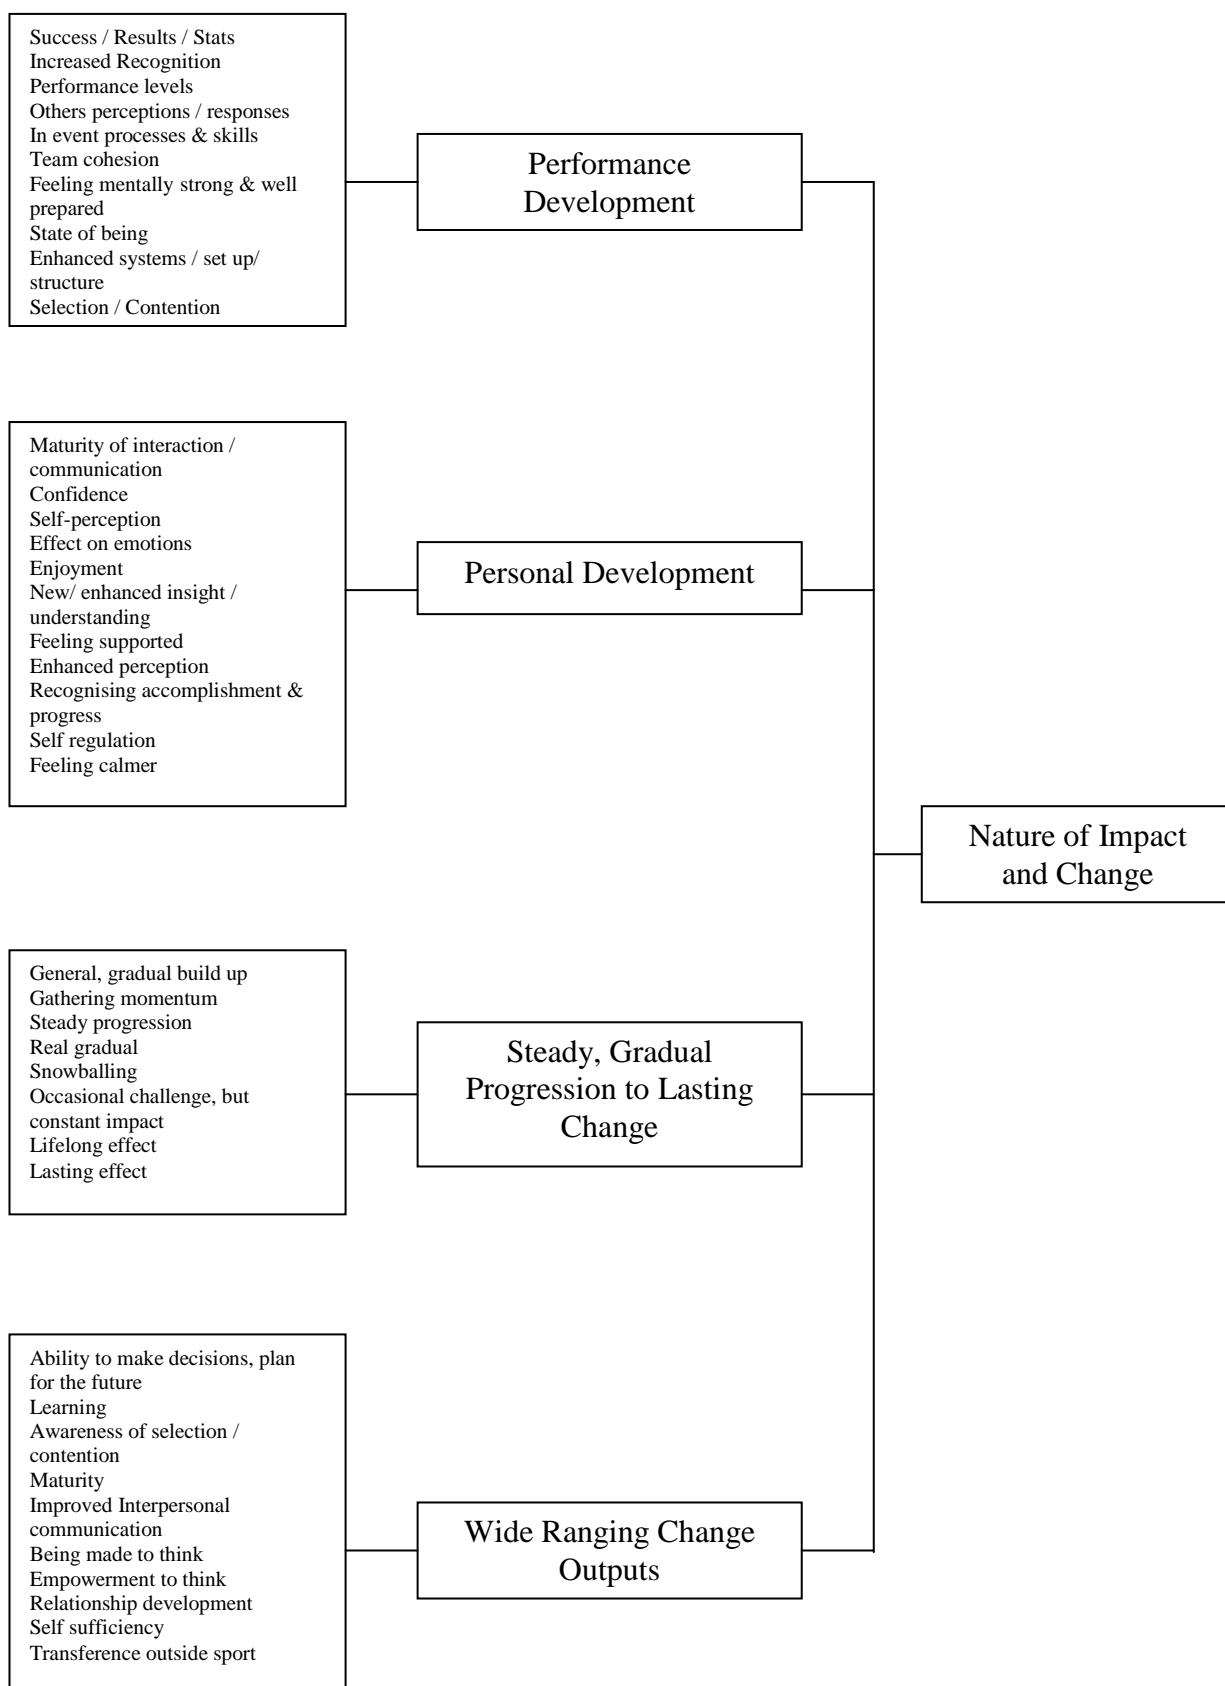 Success / Results / Stats
Increased Recognition
Performance levels
Others perceptions / responses
In event processes & skills
Team cohesion
Feeling mentally strong & well
prepared
State of being
Enhanced systems / set up/
structure
Selection / Contention
Performance
Development
Maturity of interaction /
communication
Confidence
Self-perception
Effect on emotions
Enjoyment
New/ enhanced insight /
understanding
Feeling supported
Enhanced perception
Recognising accomplishment &
progress
Self regulation
Feeling calmer
Personal Development
Nature of Impact
and Change
General, gradual build up
Gathering momentum
Steady progression
Real gradual
Snowballing
Occasional challenge, but
constant impact
Lifelong effect
Lasting effect
Steady, Gradual
Progression to Lasting
Change
Ability to make decisions, plan
for the future
Learning
Awareness of selection /
contention
Maturity
Improved Interpersonal
communication
Being made to think
Empowerment to think
Relationship development
Self sufficiency
Transference outside sport
Wide Ranging Change
Outputs